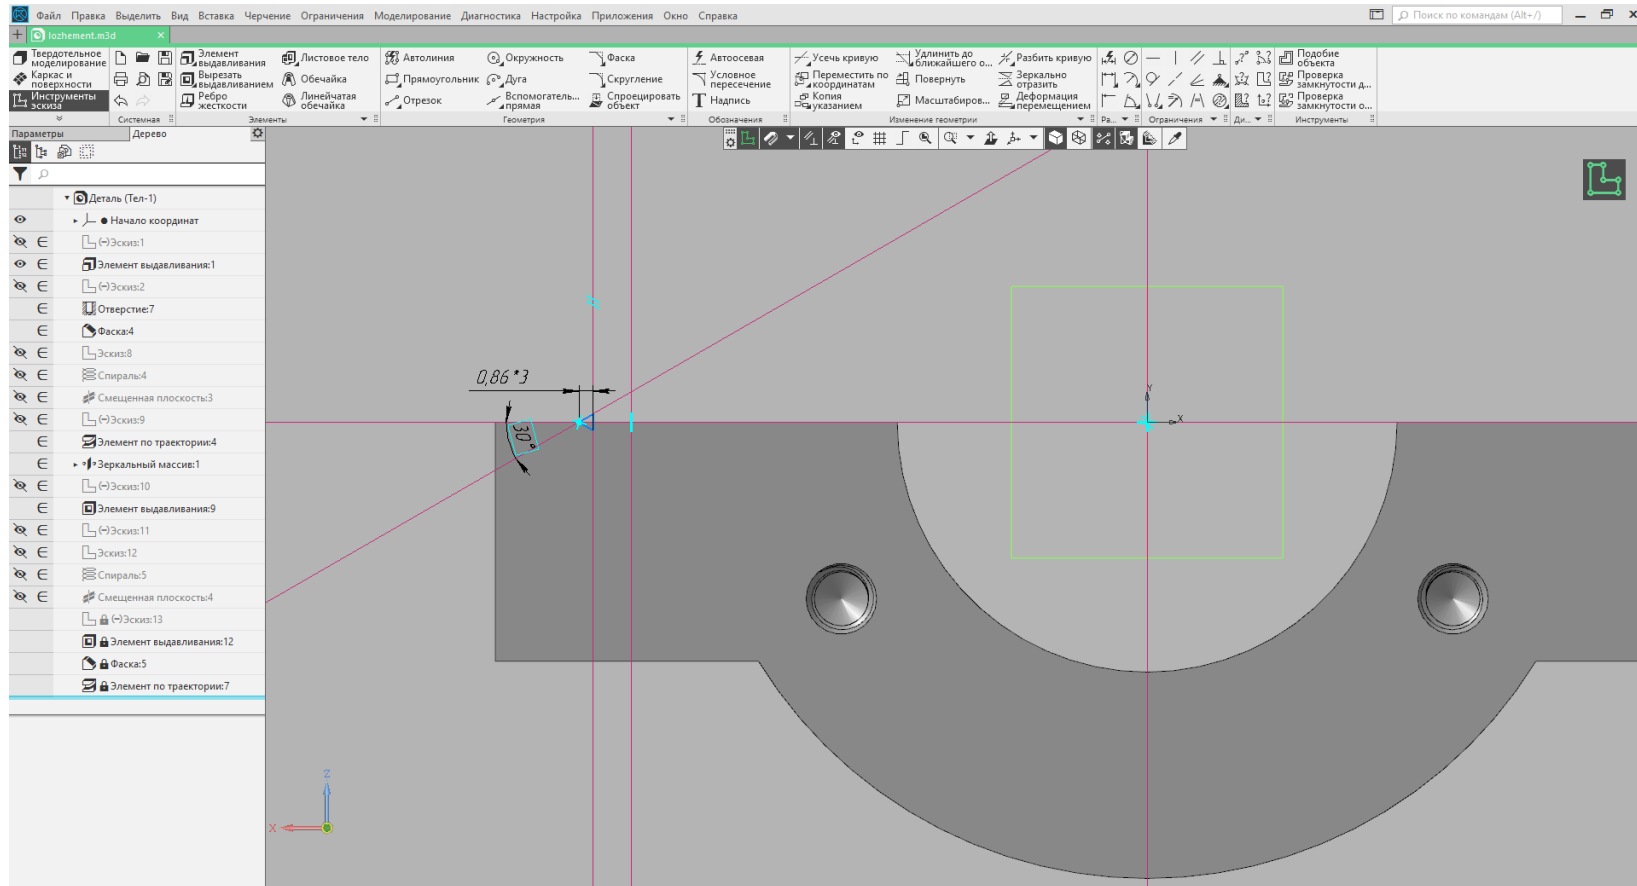 Файл Правка Выделить Вид Вставка Черчение Ограничения Моделирование Диагностика Настройка Приложения Окно Справка
Поиск по командам (Alt+/)
lozhement.m3d
Твердотельное моделирование
Каркас и поверхности
Инструменты эскиза
Системная
Элемент выдавливания
Вырезать выдавливанием
Ребро жесткости
Листовое тело
Обечайка
Линейчатая обечайка
Элементы
Автолиния
Прямоугольник
Отрезок
Окружность
Дуга
Вспомогатель... прямая
Фаска
Скругление
Спроецировать объект
Геометрия
Автоосевая
Условное пересечение
Надпись
Обозначения
Усечь кривую
Переместить по координатам
Копия указанием
Удлинить до ближайшего о...
Повернуть
Масштабиров...
Разбить кривую
Зеркально отразить
Деформация перемещением
Изменение геометрии
Ра...
Ограничения
Ди...
Подобие объекта
Проверка замкнутости д...
Проверка замкнутости о...
Инструменты
Параметры
Дерево
Деталь (Тел-1)
Начало координат
(-)Эскиз:1
Элемент выдавливания:1
(-)Эскиз:2
Отверстие:7
Фаска:4
Эскиз:8
Спираль:4
Смещенная плоскость:3
(-)Эскиз:9
Элемент по траектории:4
Зеркальный массив:1
(-)Эскиз:10
Элемент выдавливания:9
(-)Эскиз:11
Эскиз:12
Спираль:5
Смещенная плоскость:4
(-)Эскиз:13
Элемент выдавливания:12
Фаска:5
Элемент по траектории:7
0,86*3
30°
Y
X
Z
X